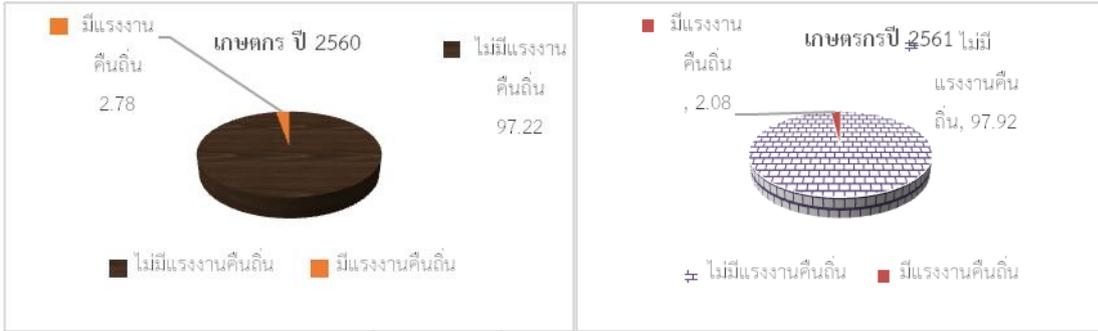 มีแรงงาน
คืนถิ่น
2.78
เกษตกร ปี 2560
ไม่มีแรงงาน
คืนถิ่น
97.22
ไม่มีแรงงานคืนถิ่น มีแรงงานคืนถิ่น
มีแรงงาน
คืนถิ่น
, 2.08
เกษตรกรปี 2561
ไม่มี
แรงงานคืน
ถิ่น, 97.92
ไม่มีแรงงานคืนถิ่น มีแรงงานคืนถิ่น